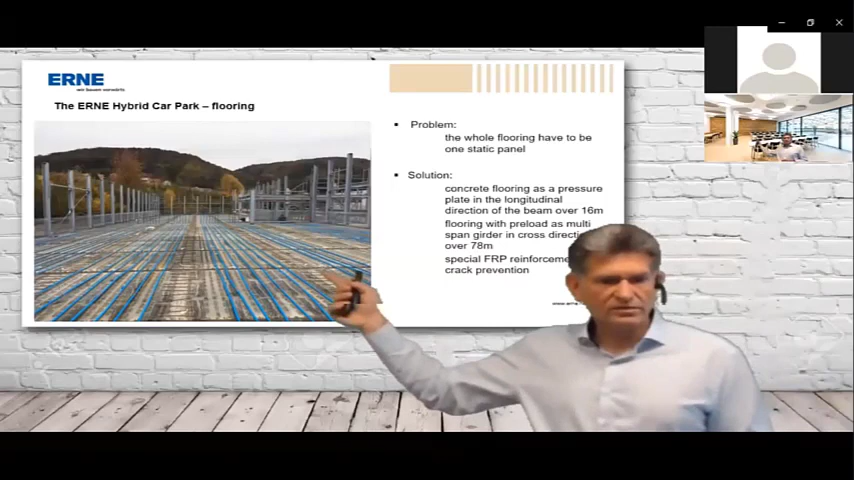 ERNE
wir bauen vorwärts
The ERNE Hybrid Car Park – flooring
▪ Problem:
the whole flooring have to be
one static panel
▪ Solution:
concrete flooring as a pressure
plate in the longitudinal
direction of the beam over 16m
flooring with preload as multi
span girder in cross
over 78m
special FRP
crack prevention